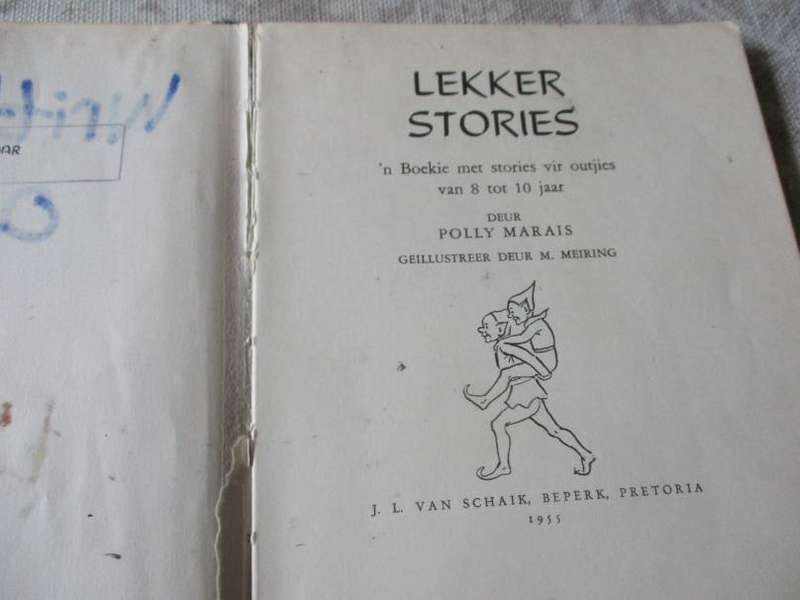 AR
LEKKER
STORIES
'n Boekie met stories vir outjies
van 8 tot 10 jaar
DEUR
POLLY MARAIS
GEILLUSTREER DEUR M. MEIRING
J. L. VAN SCHAIK, BEPERK, PRETORIA
1955